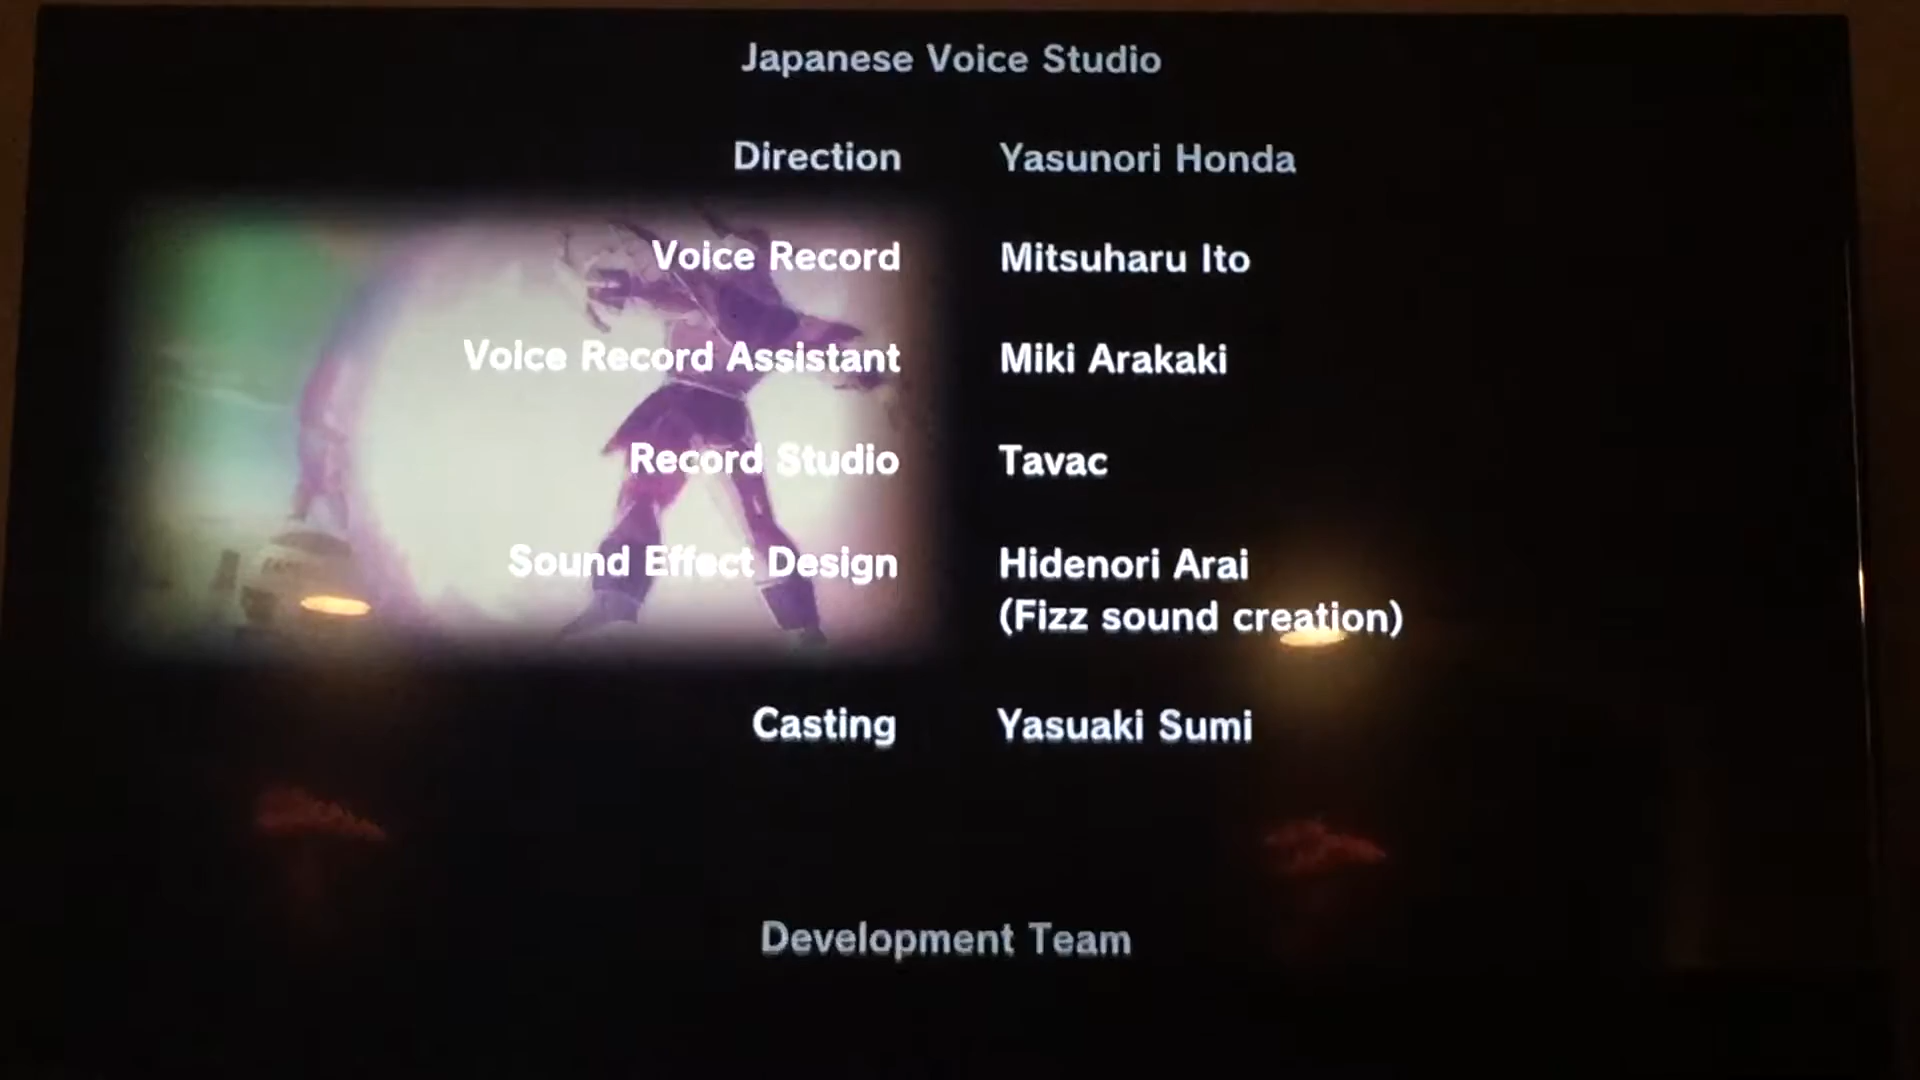 Japanese Voice Studio
Direction Yasunori Honda
Voice Record Mitsuharu Ito
Voice Record Assistant Miki Arakaki
Record Studio Tavac
Sound Effect Design Hidenori Arai
(Fizz sound creation)
Casting Yasuaki Sumi
Development Team